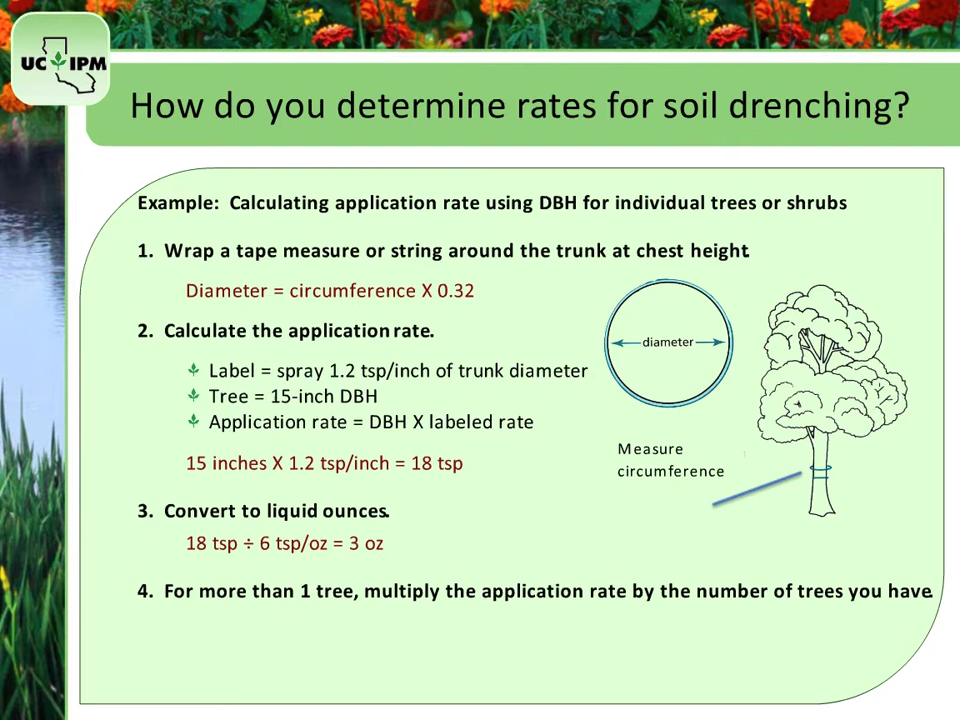 UC IPM
How do you determine rates for soil drenching?
Example: Calculating application rate using DBH for individual trees or shrubs
1. Wrap a tape measure or string around the trunk at chest height.
Diameter = circumference X 0.32
2. Calculate the application rate.
diameter
Label = spray 1.2 tsp/inch of trunk diameter
Tree = 15-inch DBH
Application rate = DBH X labeled rate
Measure
circumference
15 inches X 1.2 tsp/inch = 18 tsp
3. Convert to liquid ounces.
18 tsp ÷ 6 tsp/oz = 3 oz
4. For more than 1 tree, multiply the application rate by the number of trees you have.